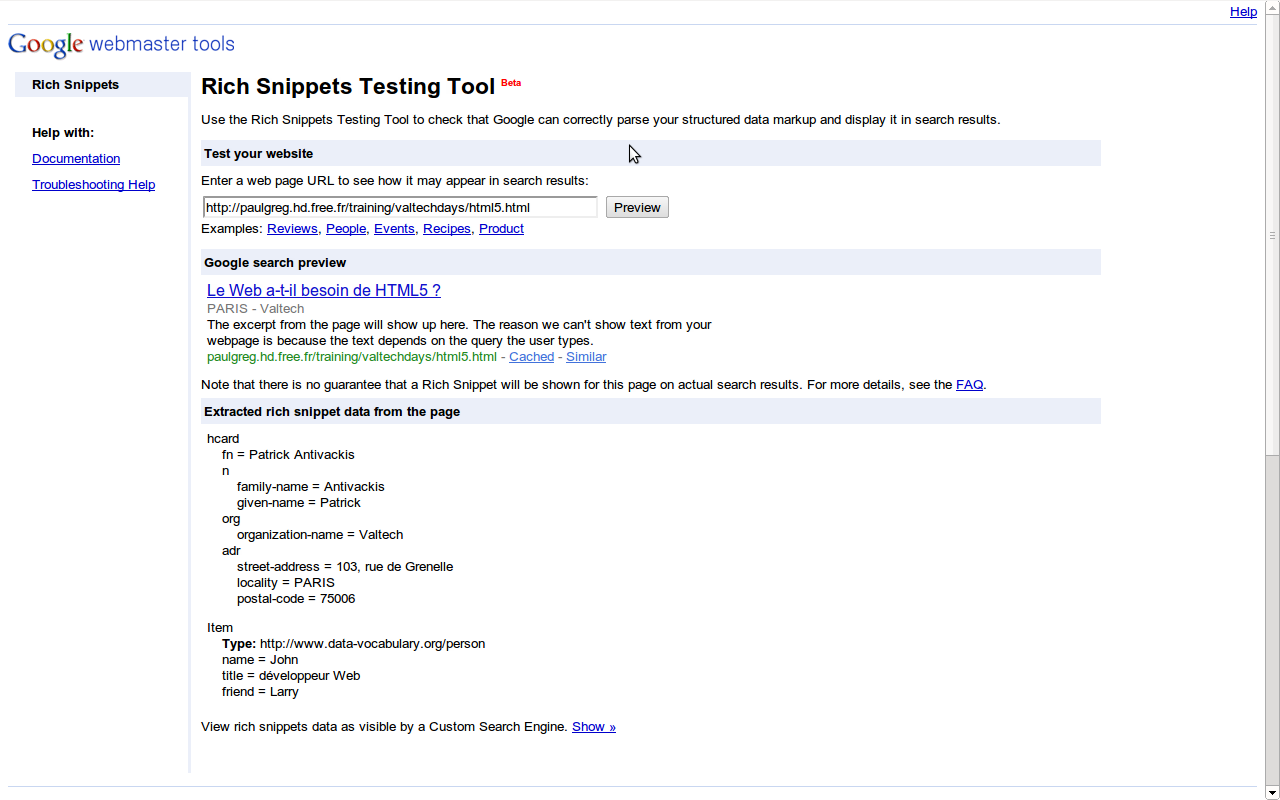 Help
Google webmaster tools
Rich Snippets
Help with:
Documentation
Troubleshooting Help
Rich Snippets Testing Tool Beta
Use the Rich Snippets Testing Tool to check that Google can correctly parse your structured data markup and display it in search results.
Test your website
Enter a web page URL to see how it may appear in search results:
http://paulgreg.hd.free.fr/training/valtechdays/html5.html Preview
Examples: Reviews, People, Events, Recipes, Product
Google search preview
Le Web a-t-il besoin de HTML5 ?
PARIS - Valtech
The excerpt from the page will show up here. The reason we can't show text from your
webpage is because the text depends on the query the user types.
paulgreg.hd.free.fr/training/valtechdays/html5.html - Cached - Similar
Note that there is no guarantee that a Rich Snippet will be shown for this page on actual search results. For more details, see the FAQ.
Extracted rich snippet data from the page
hcard
fn = Patrick Antivackis
n
family-name = Antivackis
given-name = Patrick
org
organization-name = Valtech
adr
street-address = 103, rue de Grenelle
locality = PARIS
postal-code = 75006
Item
Type: http://www.data-vocabulary.org/person
name = John
title = développeur Web
friend = Larry
View rich snippets data as visible by a Custom Search Engine. Show »